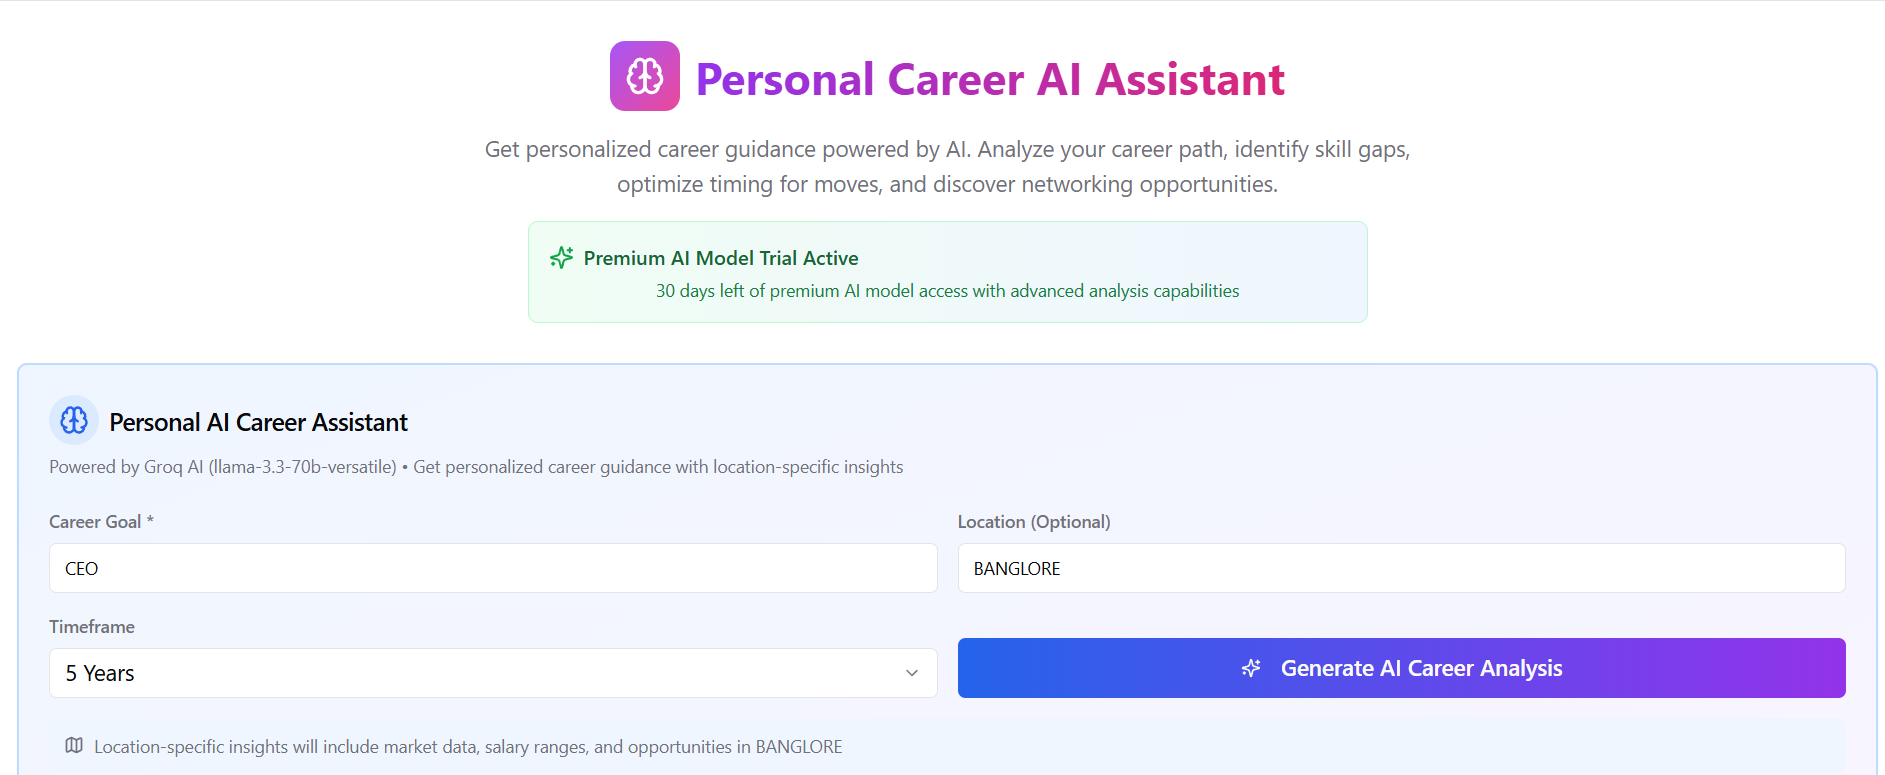 Personal Career AI Assistant
Get personalized career guidance powered by AI. Analyze your career path, identify skill gaps,
optimize timing for moves, and discover networking opportunities.
Premium AI Model Trial Active
30 days left of premium AI model access with advanced analysis capabilities
Personal AI Career Assistant
Powered by Groq AI (llama-3.3-70b-versatile) • Get personalized career guidance with location-specific insights
Career Goal *
CEO
Location (Optional)
BANGLORE
Timeframe
5 Years
Generate AI Career Analysis
Location-specific insights will include market data, salary ranges, and opportunities in BANGLORE